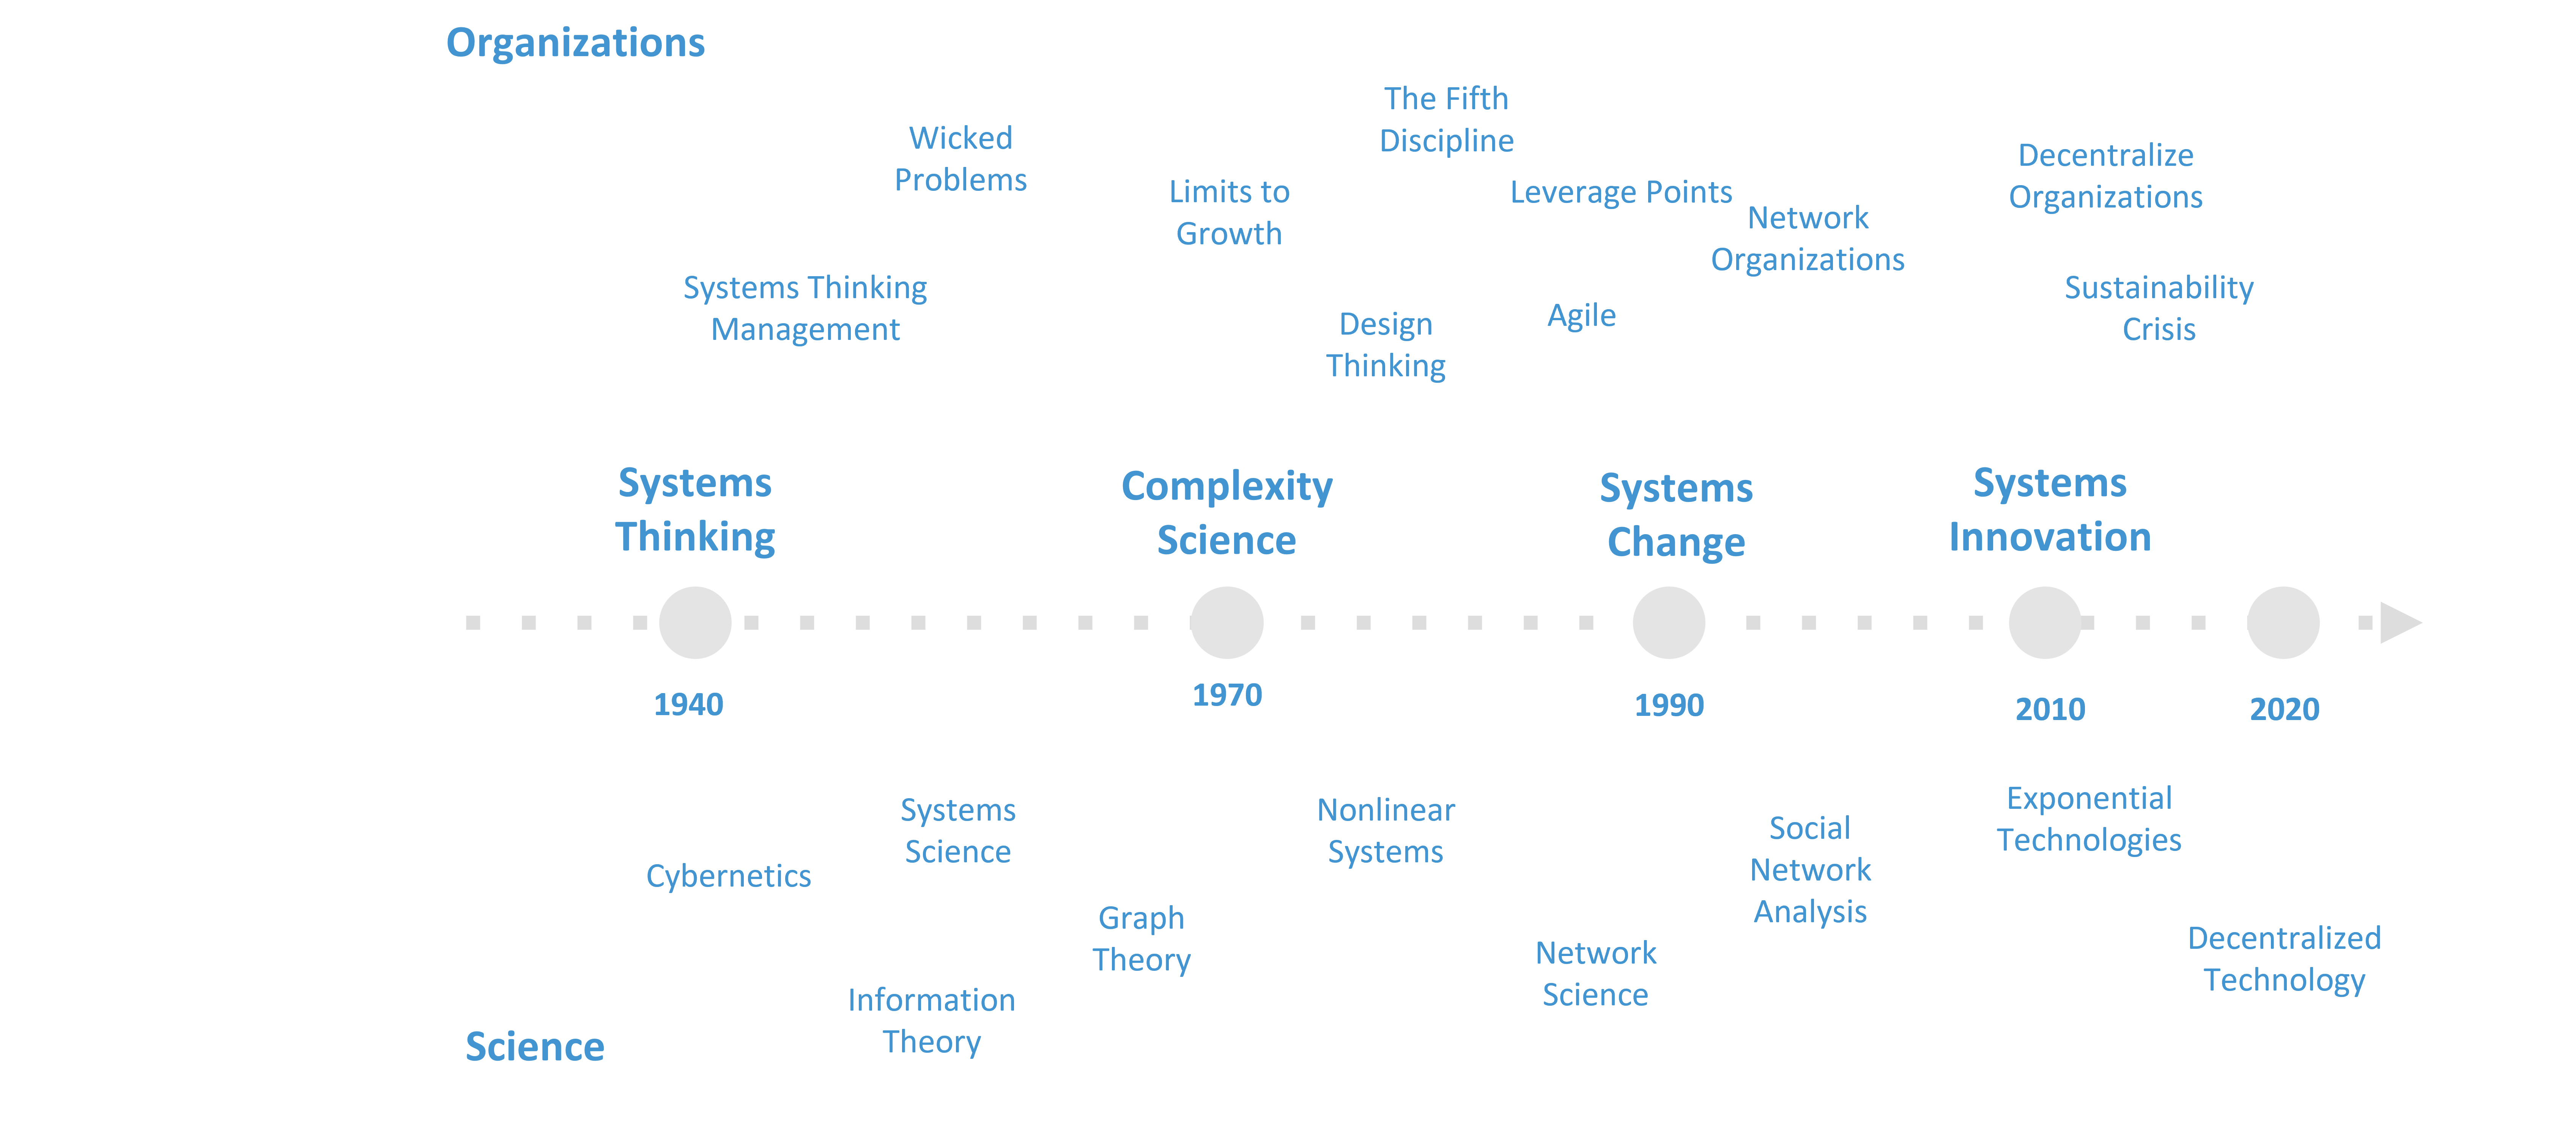 Organizations
The Fifth
Discipline
Wicked
Problems
Decentralize
Organizations
Limits to
Growth
Leverage Points
Network
Organizations
Systems Thinking
Management
Sustainability
Crisis
Design
Thinking
Agile
Systems
Thinking
Complexity
Science
Systems
Change
Systems
Innovation
1940
1970
1990
2010
2020
Systems
Science
Nonlinear
Systems
Exponential
Technologies
Social
Network
Analysis
Cybernetics
Graph
Theory
Network
Science
Decentralized
Technology
Information
Theory
Science